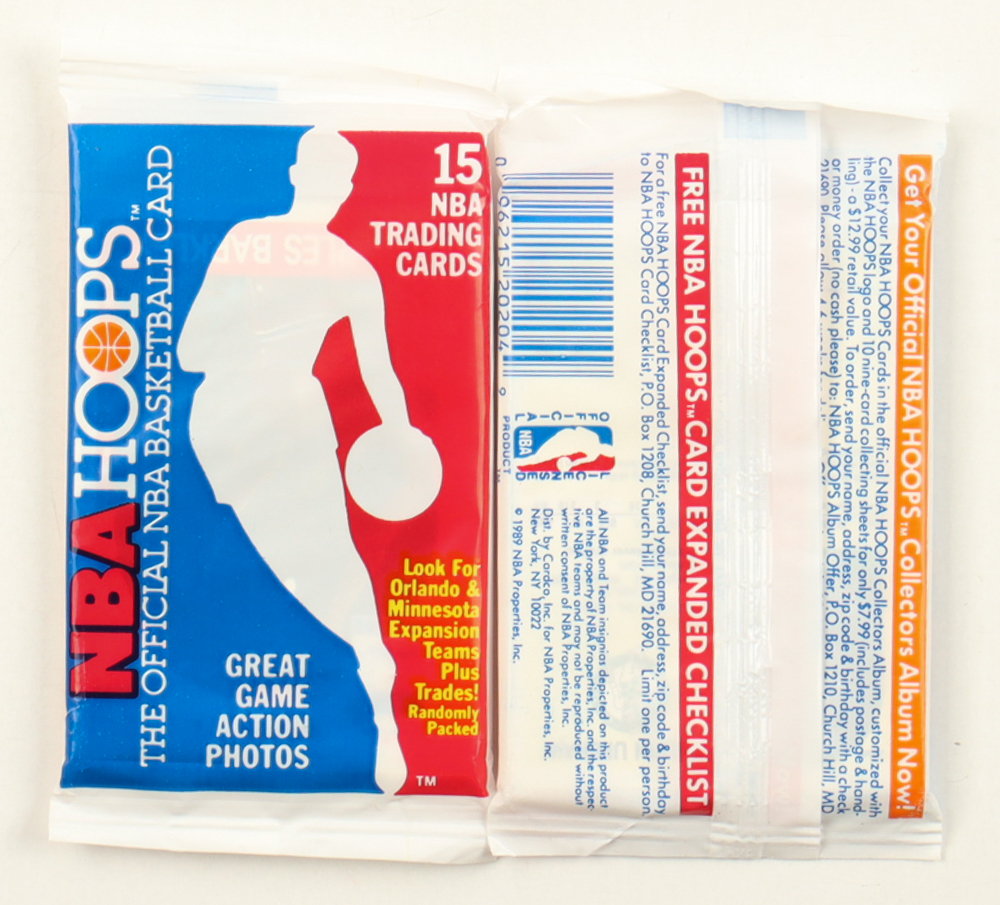 NBA HOOPS™
THE OFFICIAL NBA BASKETBALL CARD
15
NBA
TRADING
CARDS
GREAT
GAME
ACTION
PHOTOS
Look For
Orlando &
Minnesota
Expansion
Teams
Plus
Trades!
Randomly
Packed
TM
Get Your Official NBA HOOPS™ Collectors Album Now!
Collect your NBA HOOPS Cards in the official NBA HOOPS Collectors Album, customized with
the NBA HOOPS logo and 10 nine-card collecting sheets for only $7.99 (includes postage & hand-
ling) - a $12.99 retail value. To order, send your name, address, zip code & birthday with a check
or money order (no cash please) to: NBA HOOPS Album Offer, P.O. Box 1210, Church Hill, MD
21690. Please allow
FREE NBA HOOPS™ CARD EXPANDED CHECKLIST
For a free NBA HOOPS Card Expanded Checklist, send your name, address, zip code & birthday
to NBA HOOPS Card Checklist, P.O. Box 1208, Church Hill, MD 21690. Limit one per person.
OFFICIAL
LICENSED
NBA
PRODUCT™
All NBA and Team insignias depicted on this product
are the property of NBA Properties, Inc. and the respec-
tive NBA teams and may not be reproduced without
written consent of NBA Properties, Inc.
Dist. by Cardco, Inc. for NBA Properties, Inc.
New York, NY 10022
© 1989 NBA Properties, Inc.
06215 20204 9